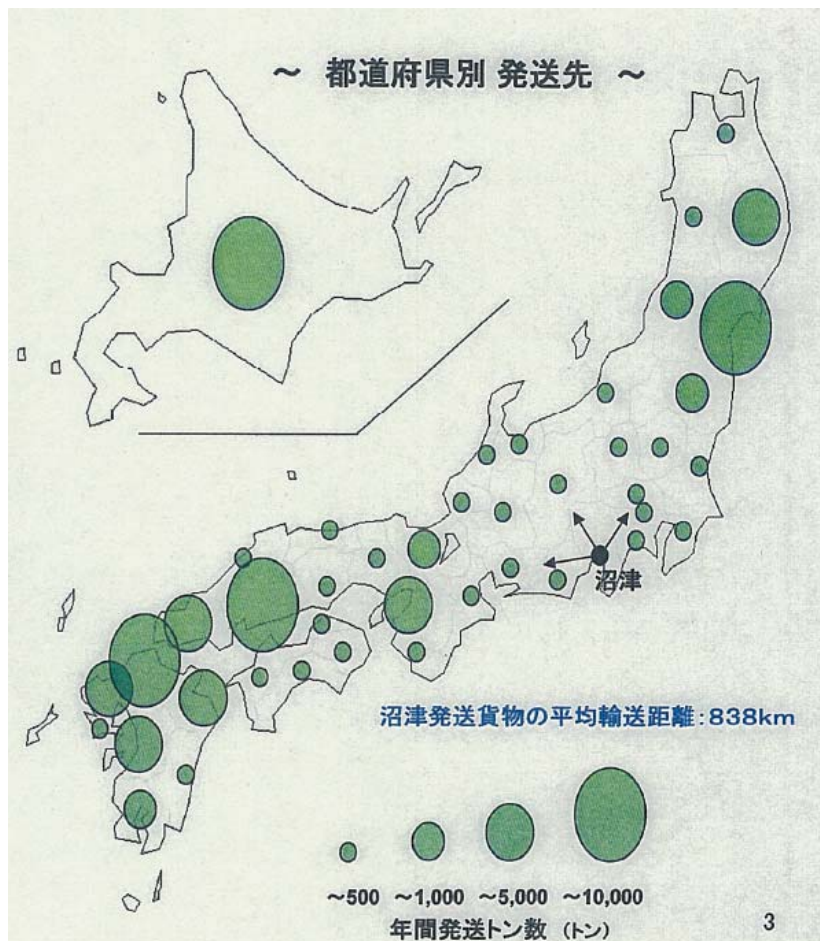 ～ 都道府県別 発送先 ～
沼津
沼津発送貨物の平均輸送距離：838km
～500 ～1,000 ～5,000 ～10,000
年間発送トン数 （トン）
3